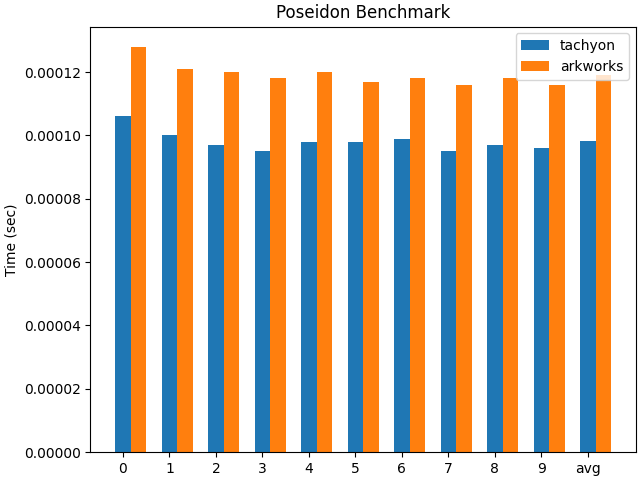 Poseidon Benchmark
tachyon
arkworks
Time (sec)
0.00012
0.00010
0.00008
0.00006
0.00004
0.00002
0.00000
0 1 2 3 4 5 6 7 8 9 avg